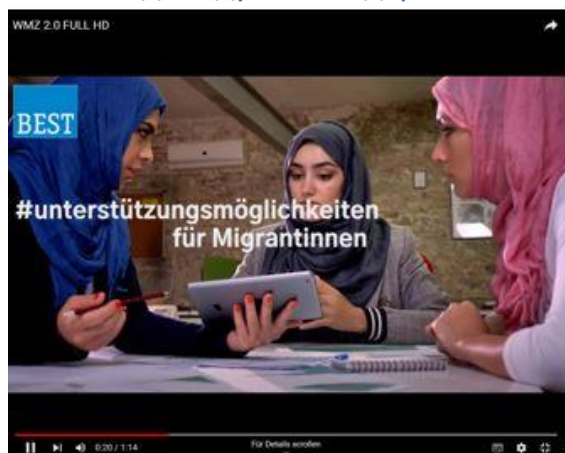 WMZ 2.0 FULL HD
BEST
#unterstützungsmöglichkeiten
für Migrantinnen
0:20 / 1:14
Für Details scrollen